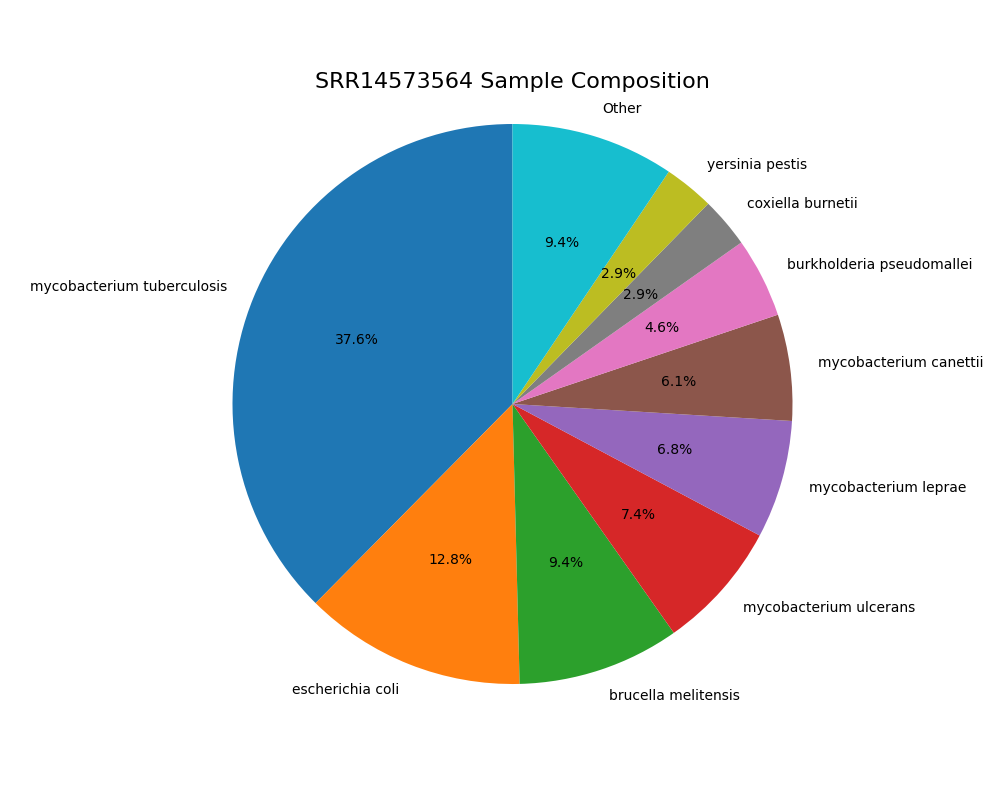 SRR14573564 Sample Composition
Other
yersinia pestis
coxiella burnetii
burkholderia pseudomallei
mycobacterium canettii
mycobacterium leprae
mycobacterium ulcerans
brucella melitensis
escherichia coli
mycobacterium tuberculosis
9.4%
2.9%
2.9%
4.6%
6.1%
6.8%
7.4%
9.4%
12.8%
37.6%